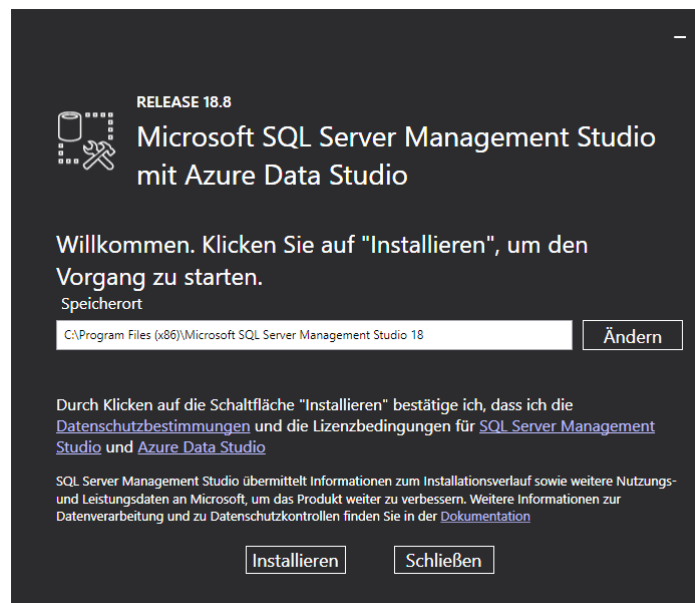 RELEASE 18.8
Microsoft SQL Server Management Studio
mit Azure Data Studio
Willkommen. Klicken Sie auf "Installieren", um den
Vorgang zu starten.
Speicherort
C:\Program Files (x86)\Microsoft SQL Server Management Studio 18
Ändern
Durch Klicken auf die Schaltfläche "Installieren" bestätige ich, dass ich die
Datenschutzbestimmungen und die Lizenzbedingungen für SQL Server Management
Studio und Azure Data Studio
SQL Server Management Studio übermittelt Informationen zum Installationsverlauf sowie weitere Nutzungs-
und Leistungsdaten an Microsoft, um das Produkt weiter zu verbessern. Weitere Informationen zur
Datenverarbeitung und zu Datenschutzkontrollen finden Sie in der Dokumentation
Installieren
Schließen